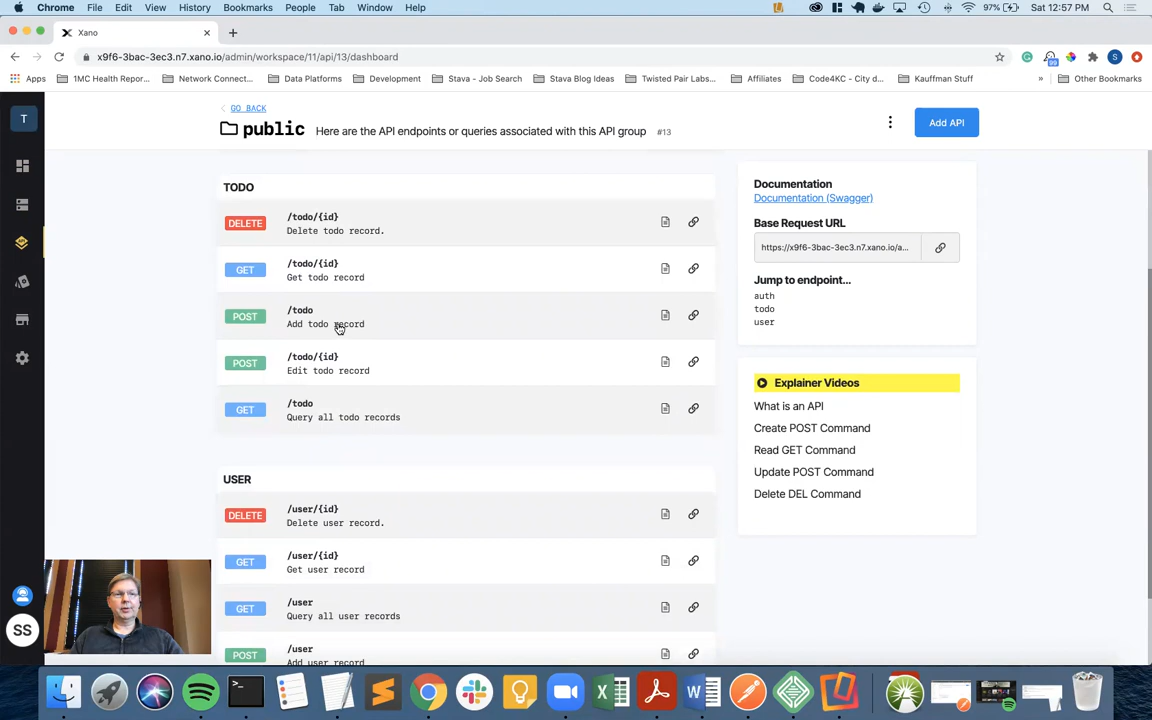 Chrome File Edit View History Bookmarks People Tab Window Help 97% Sat 12:57 PM
Xano
x9f6-3bac-3ec3.n7.xano.io/admin/workspace/11/api/13/dashboard S
Apps 1MC Health Repor... Network Connect... Data Platforms Development Stava - Job Search Stava Blog Ideas Twisted Pair Labs... Affiliates Code4KC - City d... Kauffman Stuff » Other Bookmarks
T
GO BACK
public Here are the API endpoints or queries associated with this API group #13
Add API
TODO
DELETE /todo/{id}
Delete todo record.
GET /todo/{id}
Get todo record
POST /todo
Add todo record
POST /todo/{id}
Edit todo record
GET /todo
Query all todo records
USER
DELETE /user/{id}
Delete user record.
GET /user/{id}
Get user record
GET /user
Query all user records
POST /user
Add user record
Documentation
Documentation (Swagger)
Base Request URL
https://x9f6-3bac-3ec3.n7.xano.io/a...
Jump to endpoint...
auth
todo
user
Explainer Videos
What is an API
Create POST Command
Read GET Command
Update POST Command
Delete DEL Command
SS